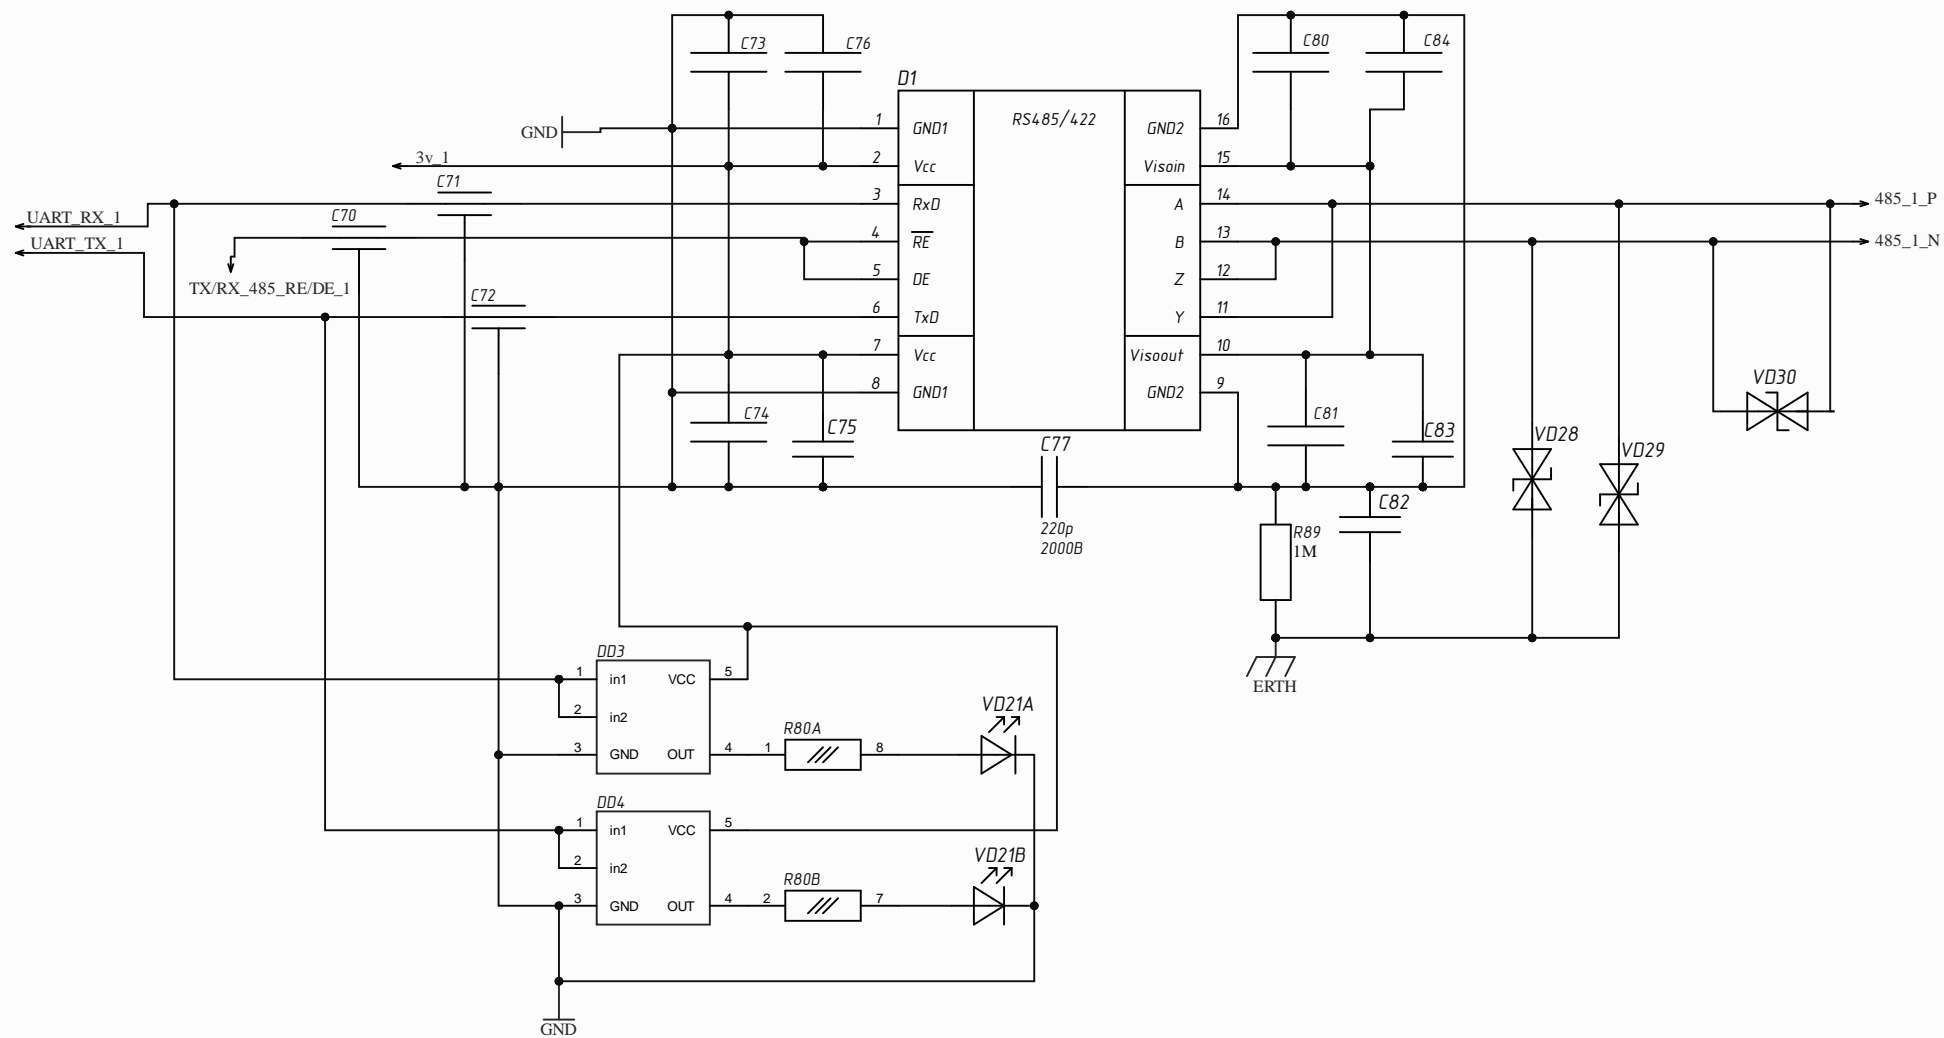 C73
C76
C80
C84
D1
RS485/422
GND
1
GND1
GND2
16
3v_1
2
Vcc
Visoin
15
C71
3
RxD
A
14
485_1_P
UART_RX_1
C70
4
RE
B
13
485_1_N
UART_TX_1
5
DE
Z
12
TX/RX_485_RE/DE_1
C72
6
TxD
Y
11
7
Vcc
Visoout
10
8
GND1
GND2
9
VD30
C74
C75
C81
C83
C77
VD28
VD29
C82
220p
2000В
R89
1M
ERTH
DD3
1
in1
VCC
5
2
in2
3
GND
OUT
4
R80A
1
8
VD21A
DD4
1
in1
VCC
5
2
in2
3
GND
OUT
4
R80B
2
7
VD21B
GND